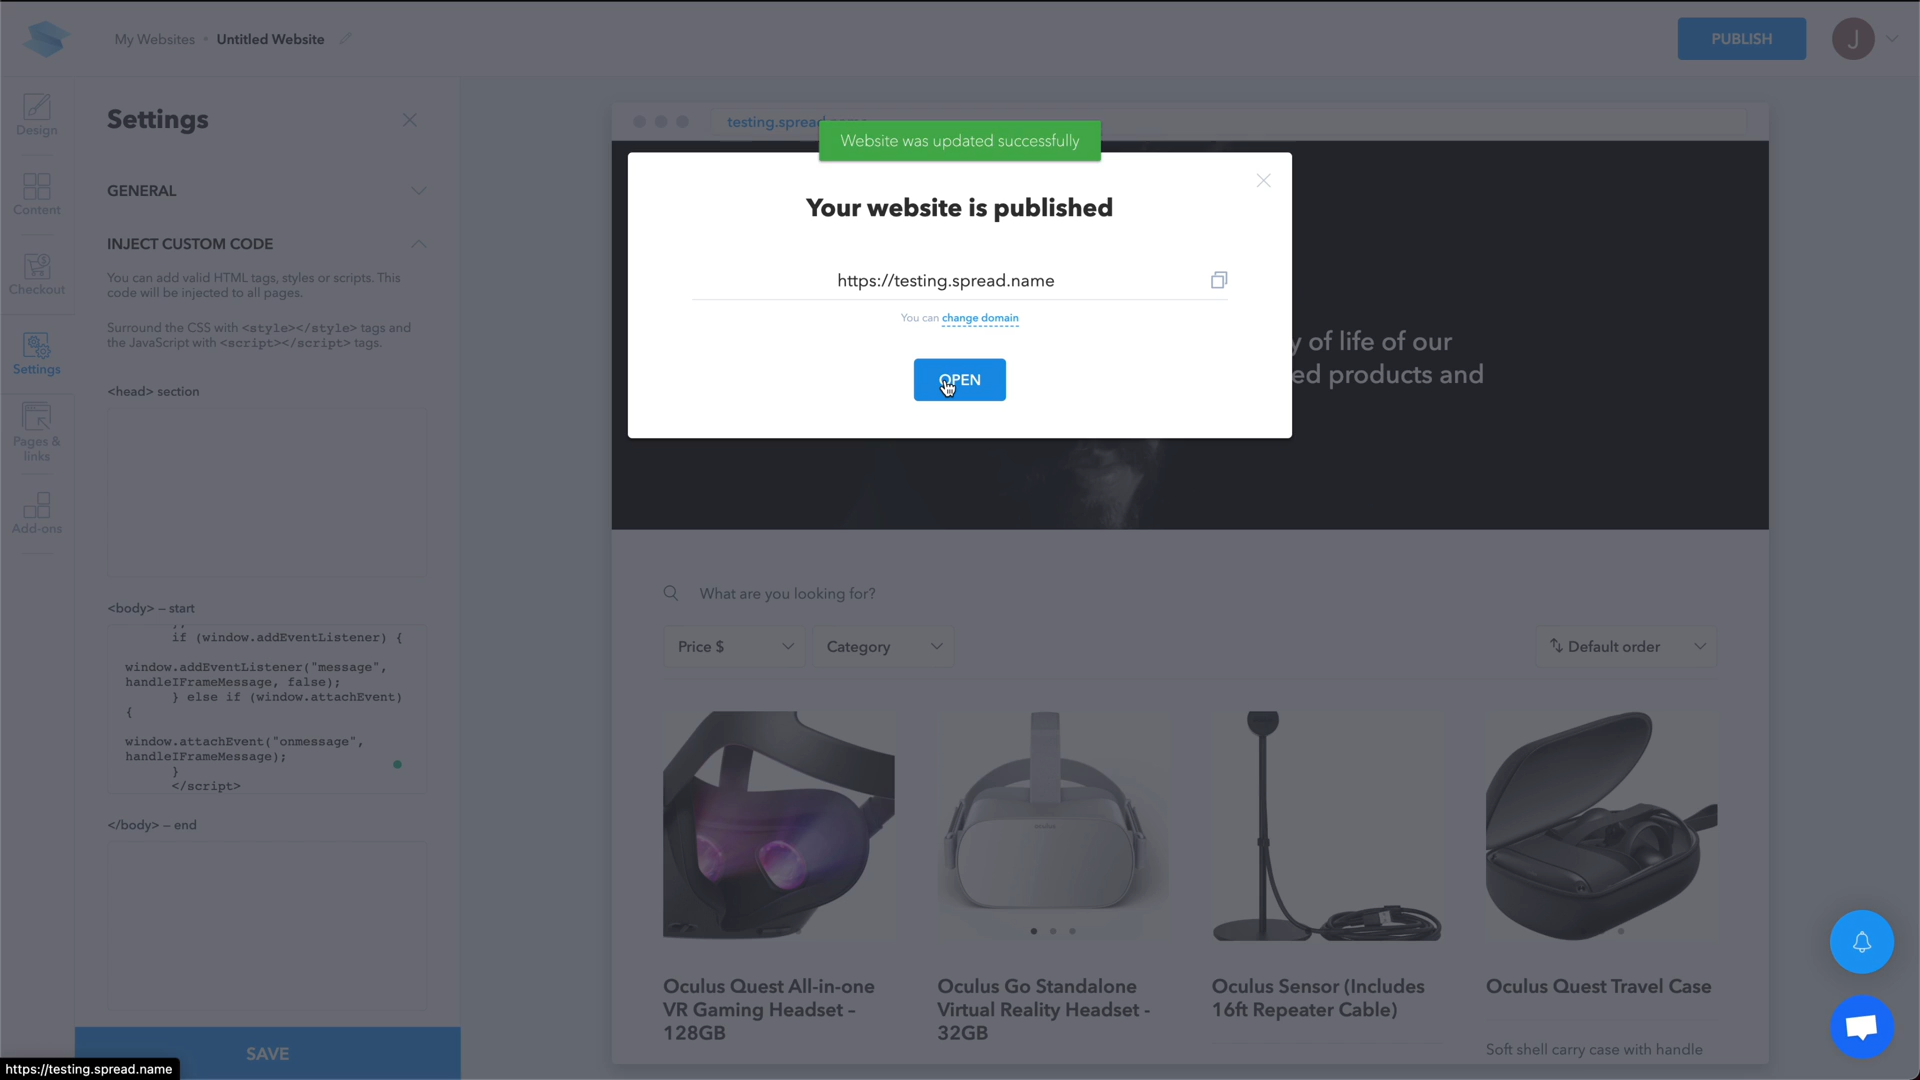 My Websites
Untitled Website
PUBLISH
J
Design
Content
Checkout
Settings
Pages &
links
Add-ons
Settings
GENERAL
INJECT CUSTOM CODE
You can add valid HTML tags, styles or scripts. This
code will be injected to all pages.
Surround the CSS with <style></style> tags and
the JavaScript with <script></script> tags.
<head> section
<body> – start
if (window.addEventListener) {
window.addEventListener("message",
handleIFrameMessage, false);
} else if (window.attachEvent)
{
window.attachEvent("onmessage",
handleIFrameMessage);
}
</script>
</body> – end
SAVE
https://testing.spread.name
testing.spread.name
Website was updated successfully
Your website is published
https://testing.spread.name
You can change domain
OPEN
y of life of our
ed products and
What are you looking for?
Price $
Category
Default order
Oculus Quest All-in-one
VR Gaming Headset –
128GB
Oculus Go Standalone
Virtual Reality Headset -
32GB
Oculus Sensor (Includes
16ft Repeater Cable)
Oculus Quest Travel Case
Soft shell carry case with handle